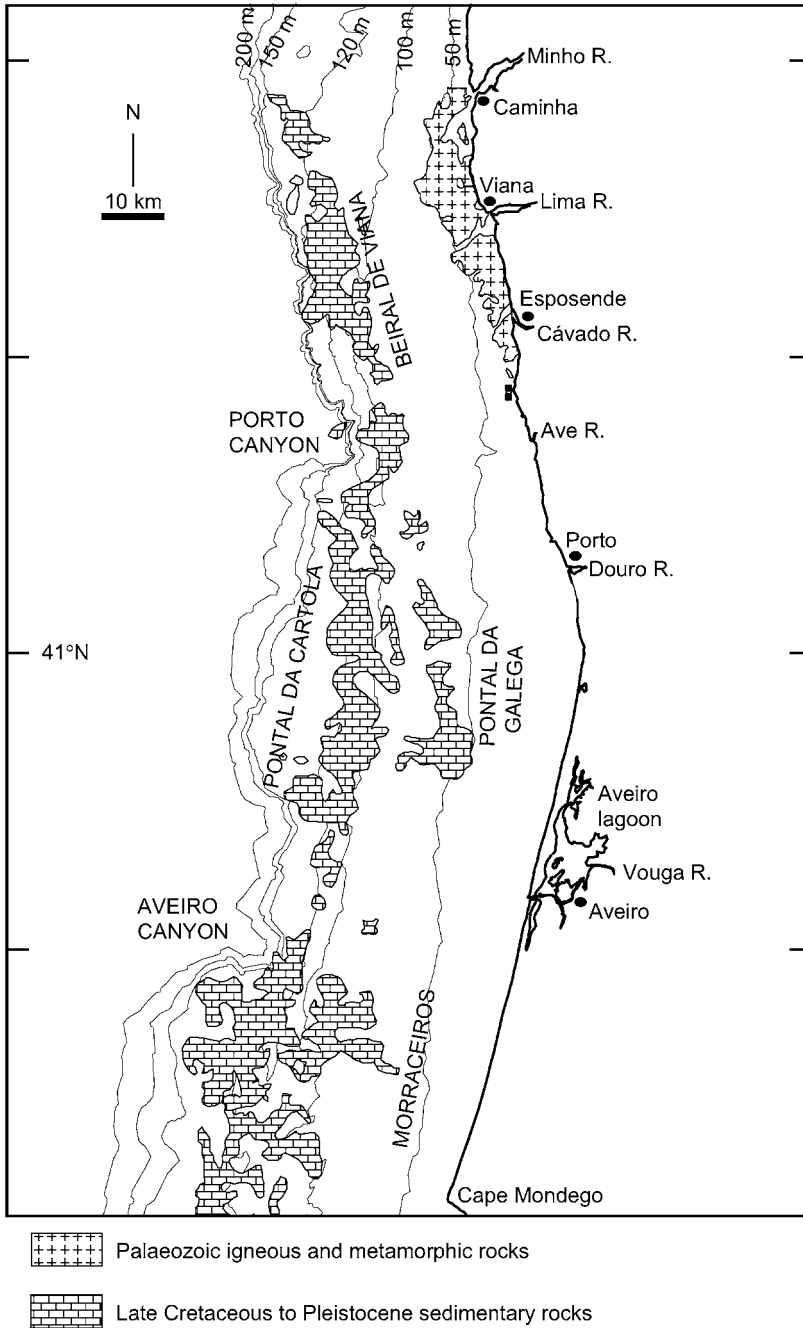 200 m
150 m
120 m
100 m
50 m
Minho R.
Caminha
N
10 km
Viana
Lima R.
BEIRAL DE VIANA
Esposende
Cávado R.
PORTO
CANYON
Ave R.
Porto
Douro R.
41°N
PONTAL DA CARTOLA
PONTAL DA
GALEGA
Aveiro
lagoon
Vouga R.
Aveiro
AVEIRO
CANYON
MORRACEIROS
Cape Mondego
Palaeozoic igneous and metamorphic rocks
Late Cretaceous to Pleistocene sedimentary rocks